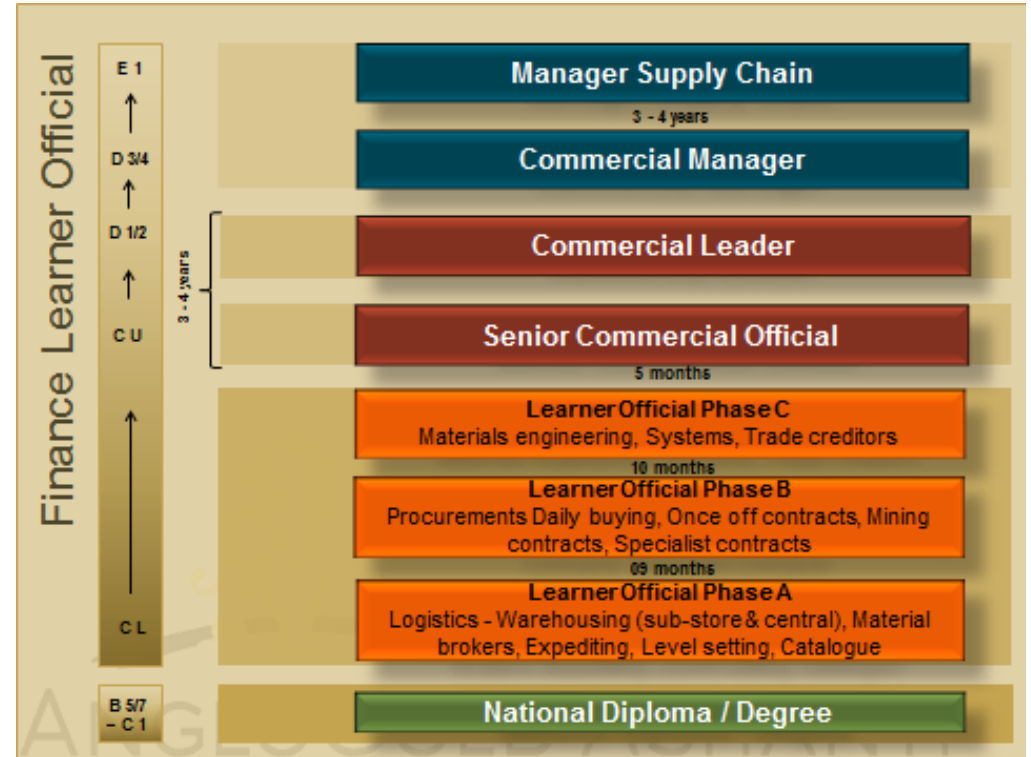 Finance Learner Official
E 1
Manager Supply Chain
3 - 4 years
D 3/4
Commercial Manager
D 1/2
Commercial Leader
3 - 4 years
C U
Senior Commercial Official
5 months
Learner Official Phase C
Materials engineering, Systems, Trade creditors
10 months
Learner Official Phase B
Procurements Daily buying, Once off contracts, Mining
contracts, Specialist contracts
09 months
Learner Official Phase A
Logistics - Warehousing (sub-store & central), Material
brokers, Expediting, Level setting, Catalogue
C L
B 5/7
– C 1
National Diploma / Degree
ANGLOGOLD ASHANTI